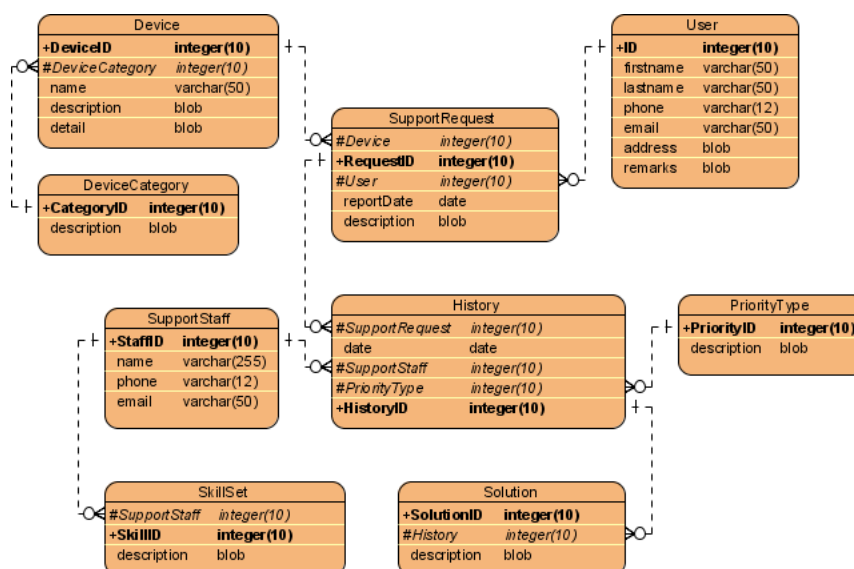 Device
+DeviceID integer(10)
#DeviceCategory integer(10)
name varchar(50)
description blob
detail blob
User
+ID integer(10)
firstname varchar(50)
lastname varchar(50)
phone varchar(12)
email varchar(50)
address blob
remarks blob
SupportRequest
#Device integer(10)
+RequestID integer(10)
#User integer(10)
reportDate date
description blob
DeviceCategory
+CategoryID integer(10)
description blob
SupportStaff
+StaffID integer(10)
name varchar(255)
phone varchar(12)
email varchar(50)
History
#SupportRequest integer(10)
date date
#SupportStaff integer(10)
#PriorityType integer(10)
+HistoryID integer(10)
PriorityType
+PriorityID integer(10)
description blob
SkillSet
#SupportStaff integer(10)
+SkillID integer(10)
description blob
Solution
+SolutionID integer(10)
#History integer(10)
description blob